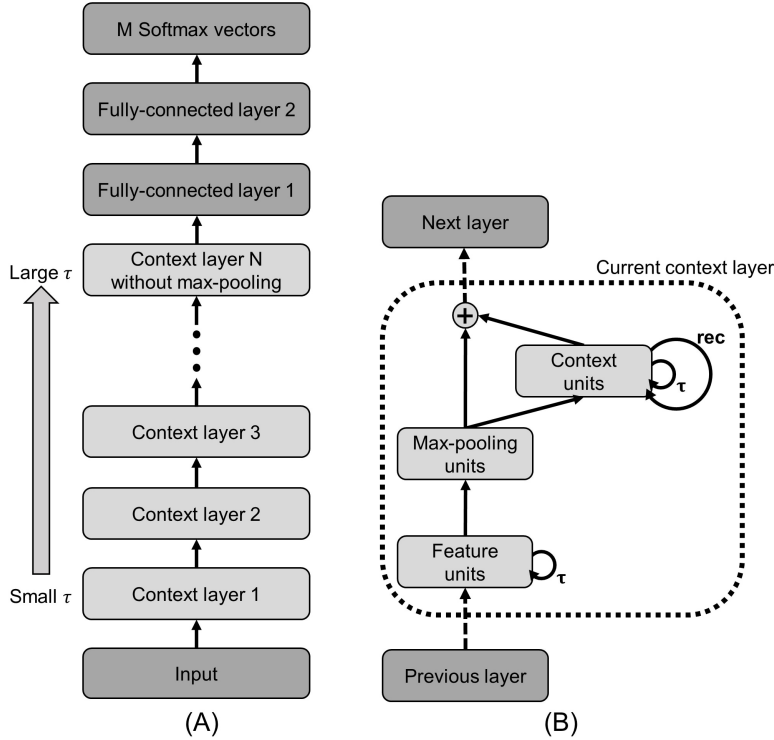 M Softmax vectors
Fully-connected layer 2
Fully-connected layer 1
Context layer N
without max-pooling
Large τ
Context layer 3
Context layer 2
Context layer 1
Small τ
Input
(A)
Next layer
Current context layer
+
rec
Context
units
τ
Max-pooling
units
Feature
units
τ
Previous layer
(B)